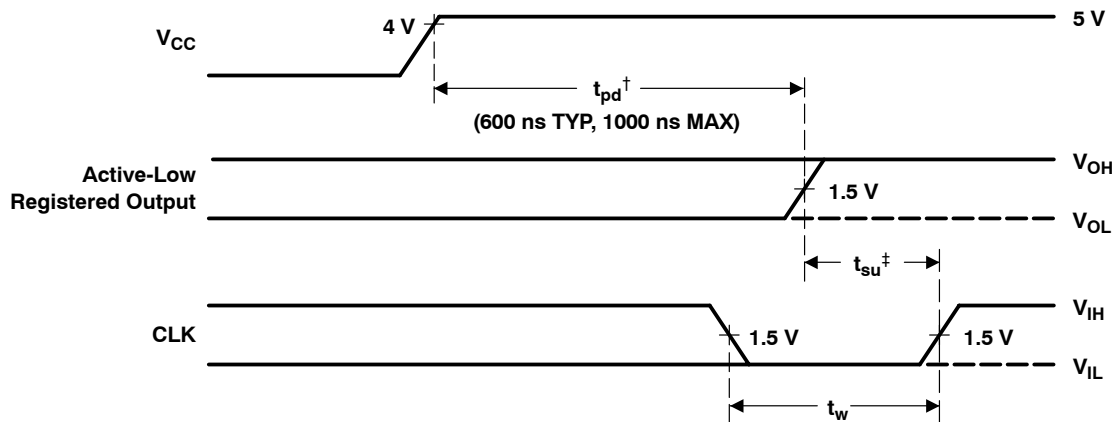 4 V
5 V
VCC
tpd†
(600 ns TYP, 1000 ns MAX)
VOH
Active-Low
Registered Output
1.5 V
VOL
tsu‡
VIH
CLK
1.5 V
1.5 V
VIL
tw